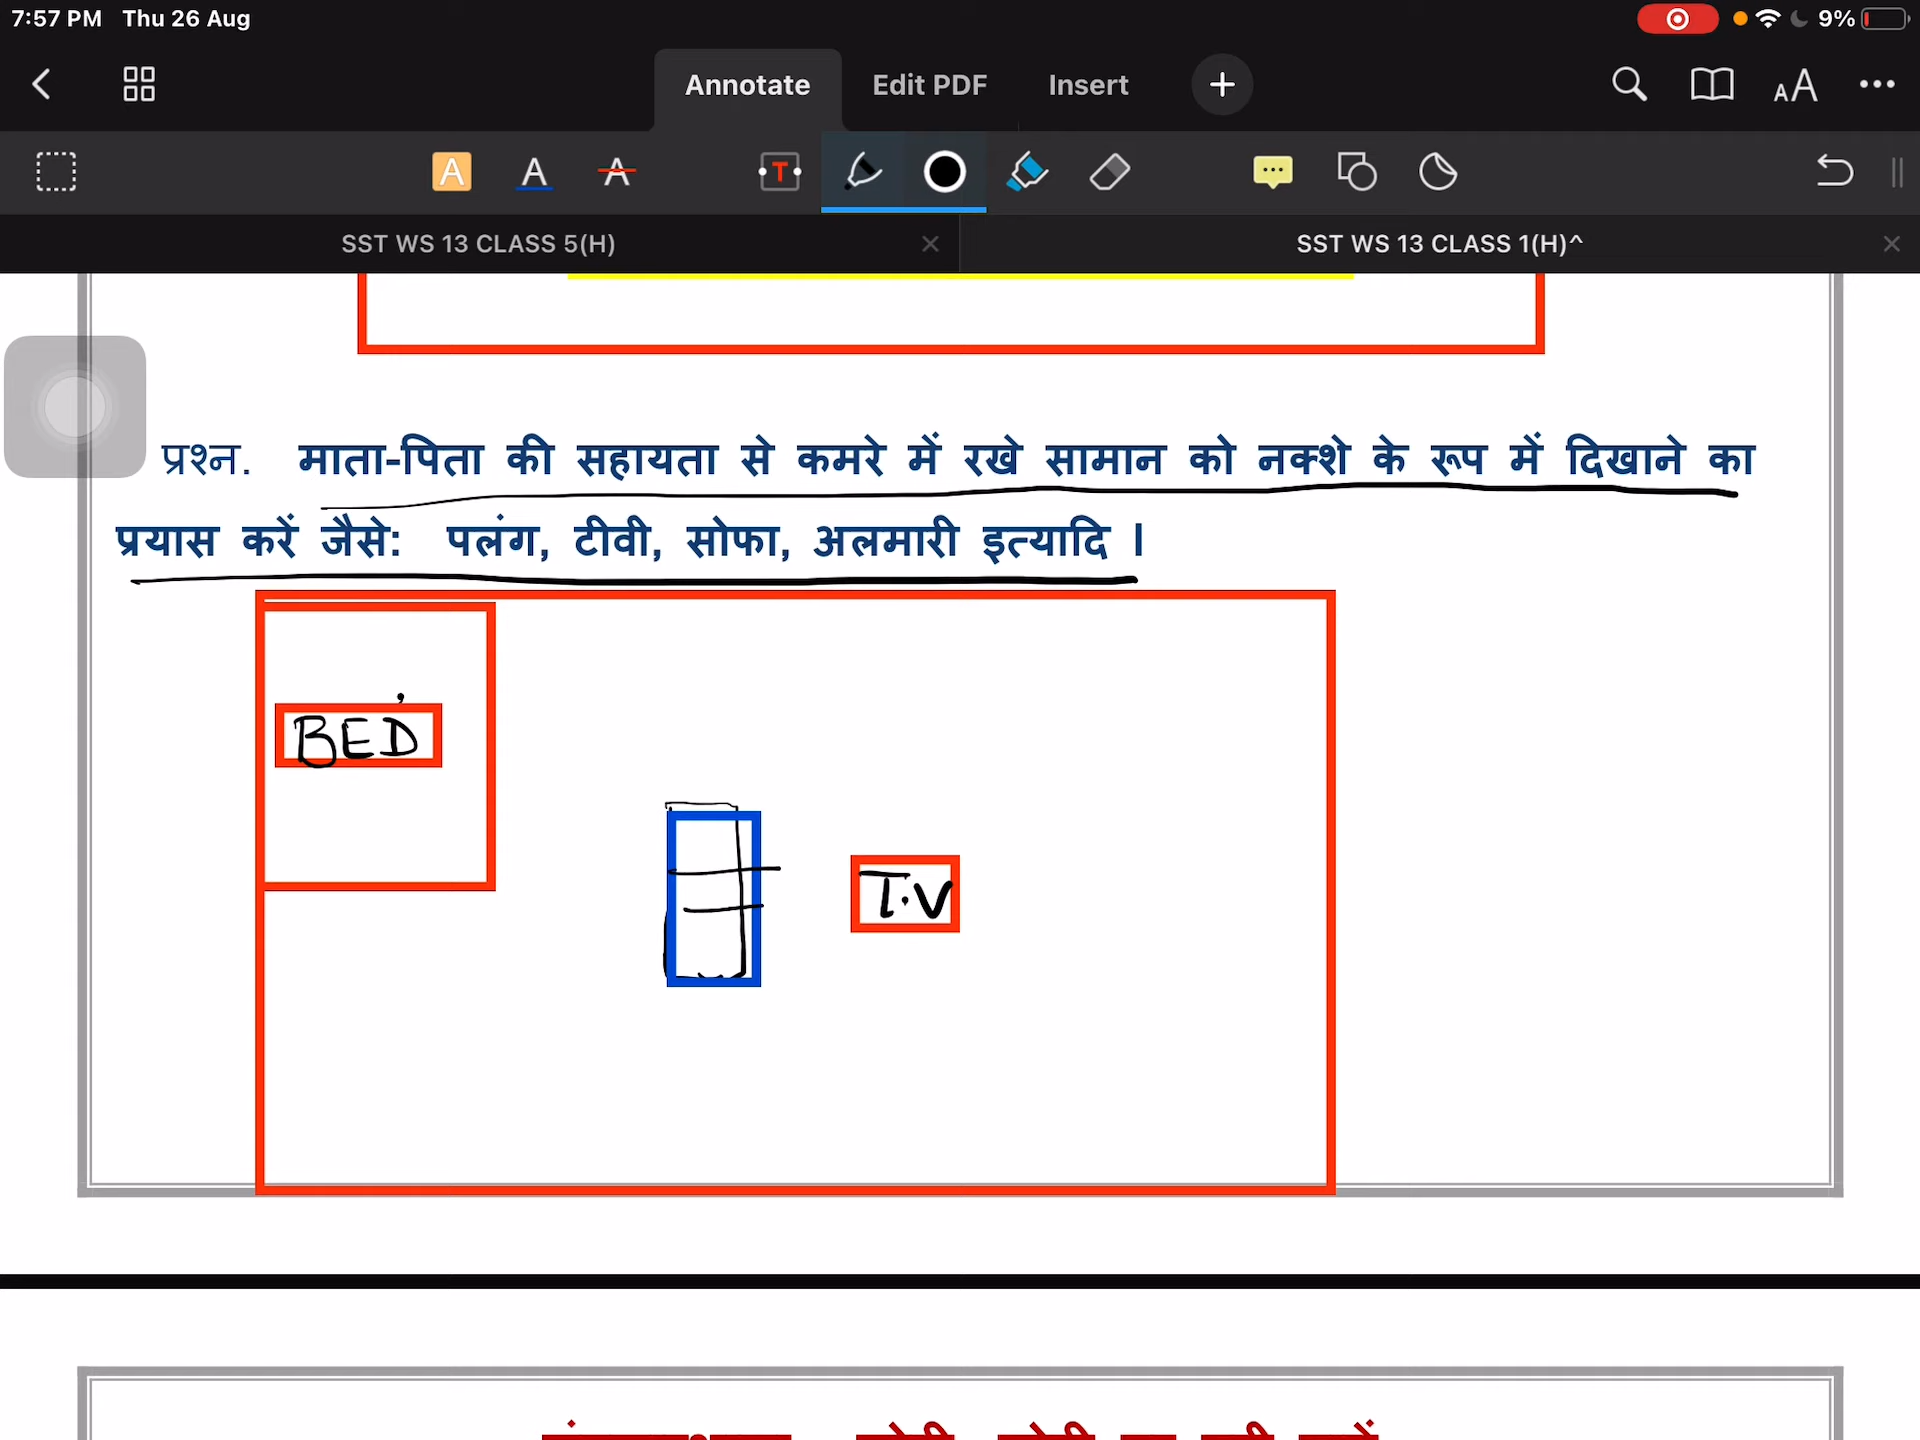 7:57 PM Thu 26 Aug 9%
Annotate Edit PDF Insert
SST WS 13 CLASS 5(H) SST WS 13 CLASS 1(H)^
प्रश्न. माता-पिता की सहायता से कमरे में रखे सामान को नक्शे के रूप में दिखाने का
प्रयास करें जैसे: पलंग, टीवी, सोफा, अलमारी इत्यादि ।
BED
T.V